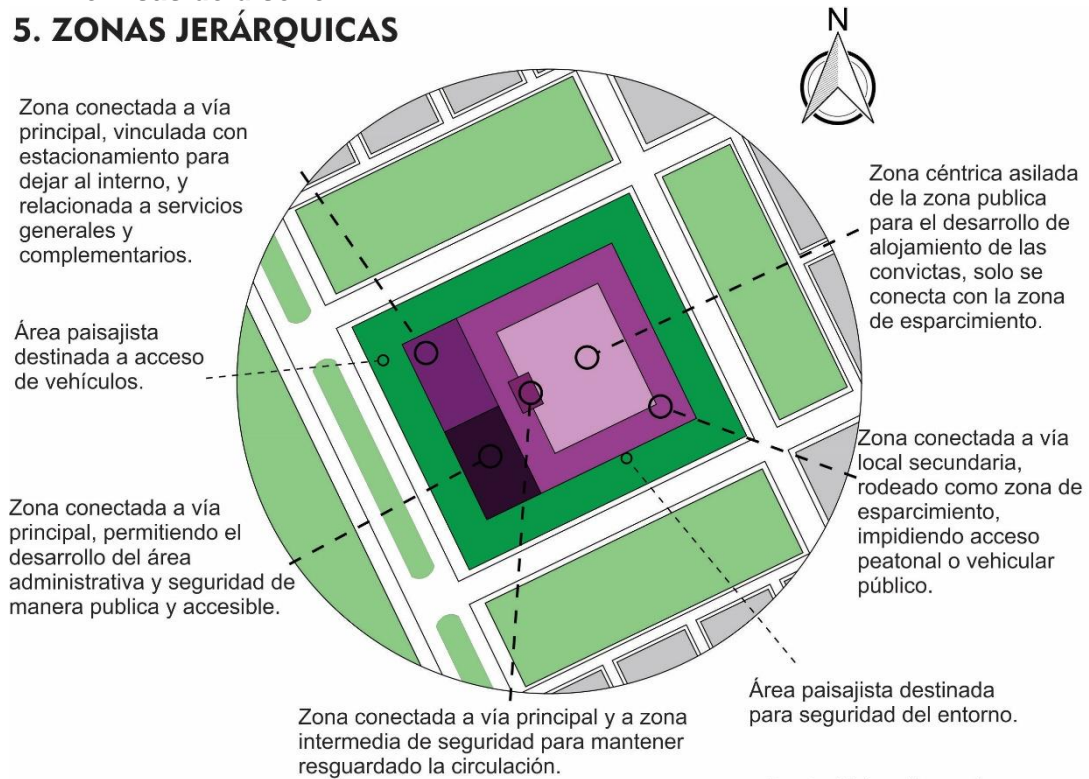 5. ZONAS JERÁRQUICAS
N
Zona conectada a vía
principal, vinculada con
estacionamiento para
dejar al interno, y
relacionada a servicios
generales y
complementarios.
Zona céntrica asilada
de la zona publica
para el desarrollo de
alojamiento de las
convictas, solo se
conecta con la zona
de esparcimiento.
Área paisajista
destinada a acceso
de vehículos.
Zona conectada a vía
local secundaria,
rodeado como zona de
esparcimiento,
impidiendo acceso
peatonal o vehicular
público.
Zona conectada a vía
principal, permitiendo el
desarrollo del área
administrativa y seguridad de
manera publica y accesible.
Área paisajista destinada
para seguridad del entorno.
Zona conectada a vía principal y a zona
intermedia de seguridad para mantener
resguardado la circulación.